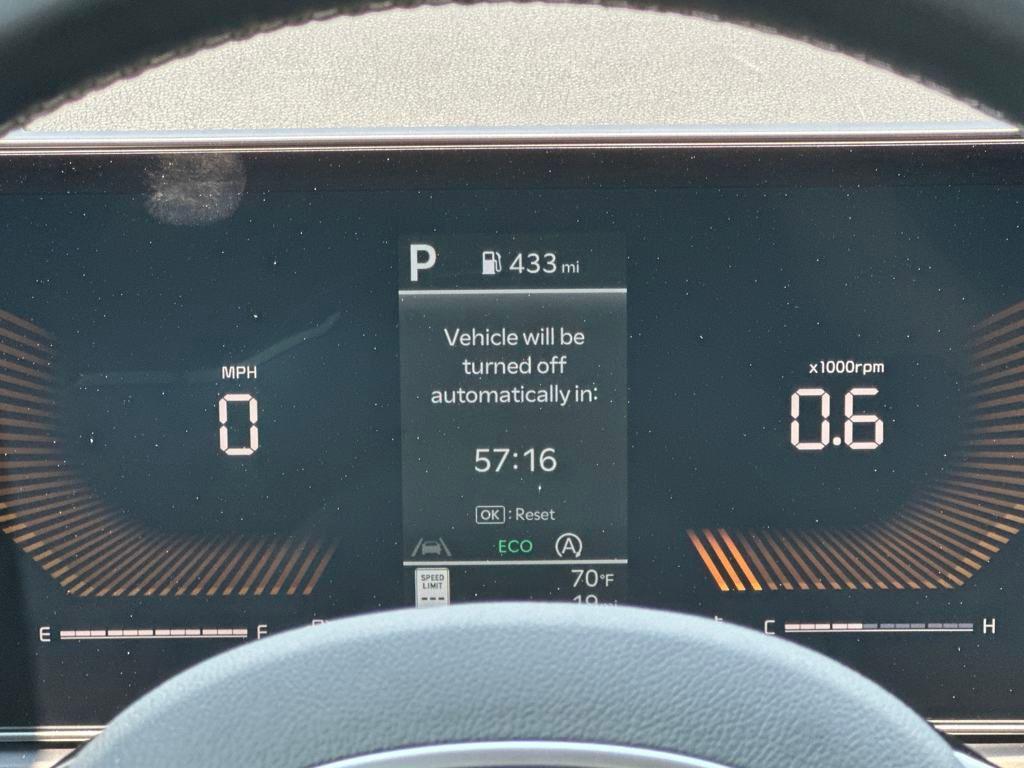 P 433 mi
Vehicle will be
turned off
automatically in:
57:16
OK : Reset
ECO A
SPEED
LIMIT
---
70°F
MPH
0
x1000rpm
0.6
E F
C H